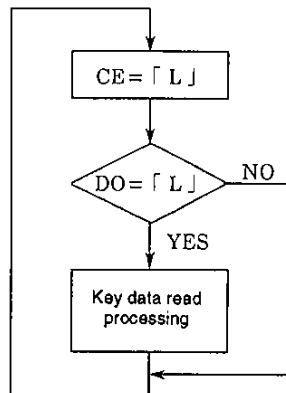 CE=「 L 」
DO=「 L 」
NO
YES
Key data read
processing